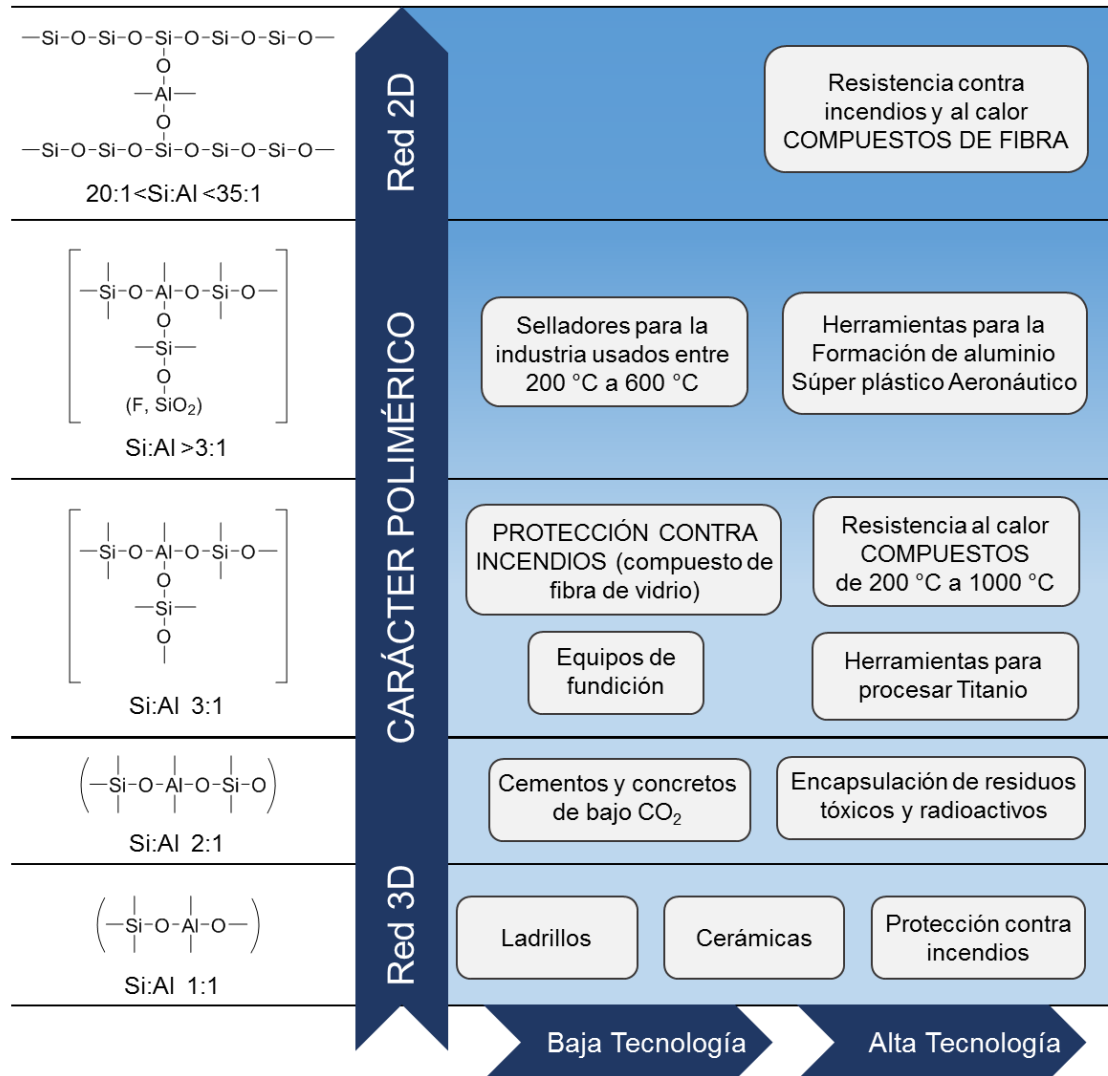 —Si-O-Si-O-Si-O-Si-O-Si-O—
O
—Al—
O
—Si-O-Si-O-Si-O-Si-O-Si-O—
20:1<Si:Al <35:1
Red 2D
Resistencia contra
incendios y al calor
COMPUESTOS DE FIBRA
—Si-O-Al-O-Si-O—
O
—Si—
O
(F, SiO₂)
Si:Al >3:1
CARÁCTER POLIMÉRICO
Selladores para la
industria usados entre
200 °C a 600 °C
Herramientas para la
Formación de aluminio
Súper plástico Aeronáutico
—Si-O-Al-O-Si-O—
O
—Si—
O
Si:Al 3:1
PROTECCIÓN CONTRA
INCENDIOS (compuesto de
fibra de vidrio)
Resistencia al calor
COMPUESTOS
de 200 °C a 1000 °C
Equipos de
fundición
Herramientas para
procesar Titanio
(—Si-O-Al-O-Si-O)
Si:Al 2:1
Cementos y concretos
de bajo CO₂
Encapsulación de residuos
tóxicos y radioactivos
Red 3D
(—Si-O-Al-O—)
Si:Al 1:1
Ladrillos
Cerámicas
Protección contra
incendios
Baja Tecnología
Alta Tecnología